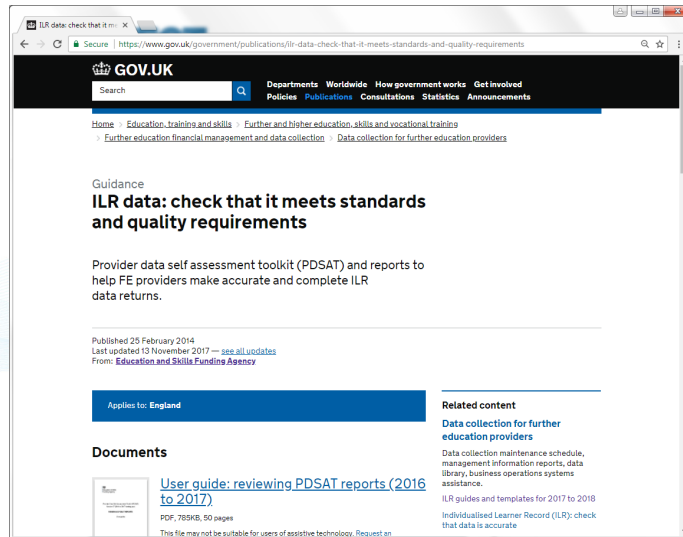 ILR data: check that it m
Secure | https://www.gov.uk/government/publications/ilr-data-check-that-it-meets-standards-and-quality-requirements
GOV.UK
Search
Departments Worldwide How government works Get involved
Policies Publications Consultations Statistics Announcements
Home > Education, training and skills > Further and higher education, skills and vocational training
> Further education financial management and data collection > Data collection for further education providers
Guidance
ILR data: check that it meets standards
and quality requirements
Provider data self assessment toolkit (PDSAT) and reports to
help FE providers make accurate and complete ILR
data returns.
Published 25 February 2014
Last updated 13 November 2017 — see all updates
From: Education and Skills Funding Agency
Applies to: England
Documents
User guide: reviewing PDSAT reports (2016
to 2017)
PDF, 785KB, 50 pages
This file may not be suitable for users of assistive technology. Request an
Related content
Data collection for further
education providers
Data collection maintenance schedule,
management information reports, data
library, business operations systems
assistance.
ILR guides and templates for 2017 to 2018
Individualised Learner Record (ILR): check
that data is accurate